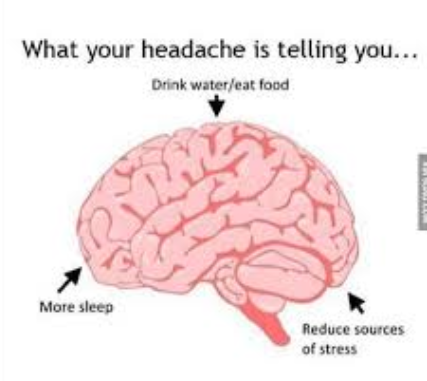 What your headache is telling you...
Drink water/eat food
More sleep
Reduce sources
of stress